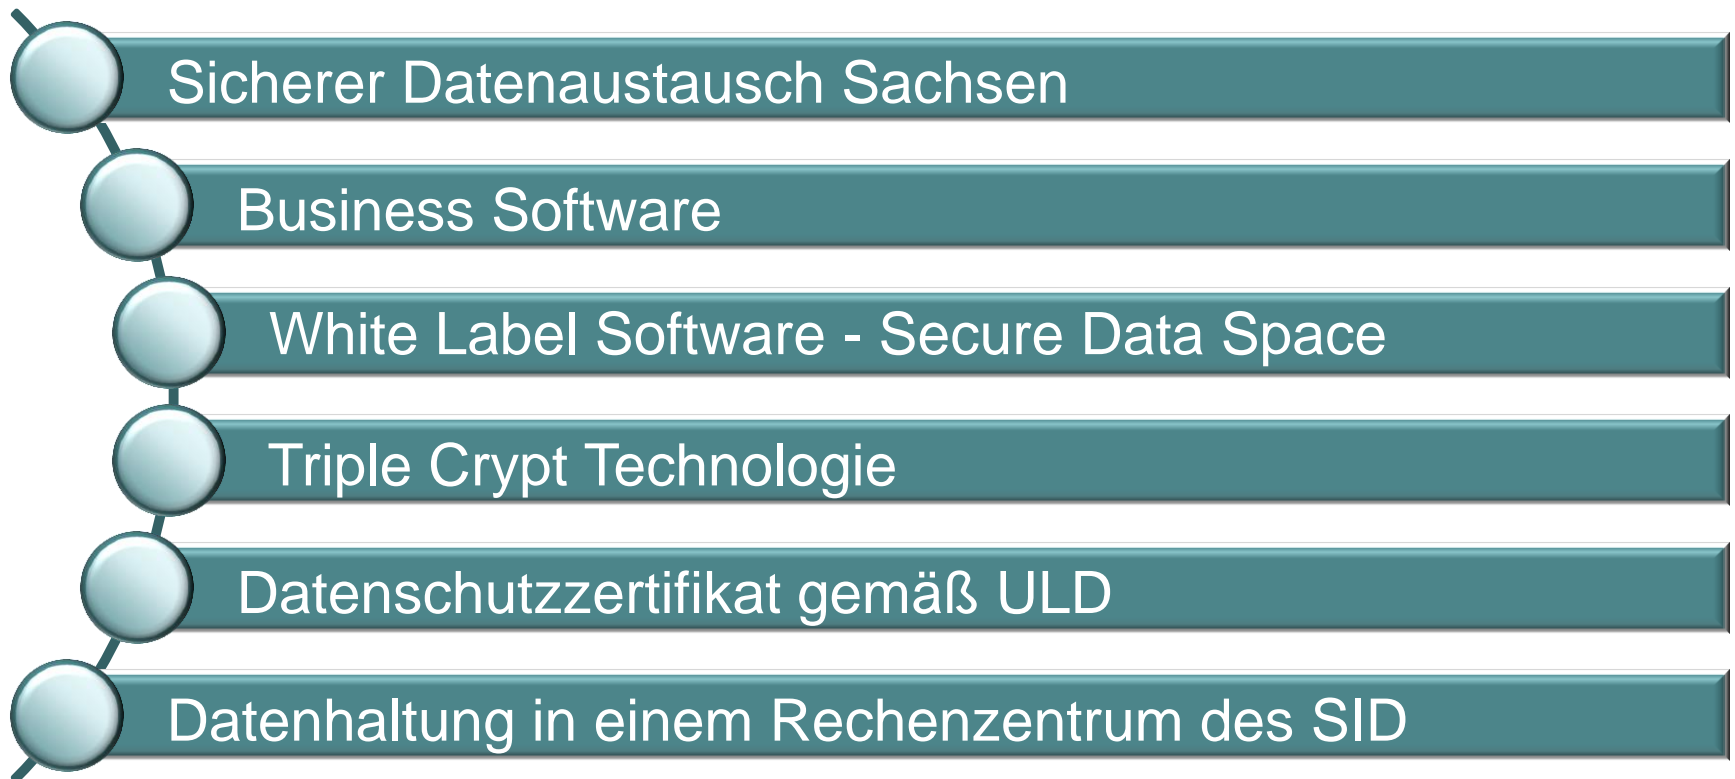 Sicherer Datenaustausch Sachsen
Business Software
White Label Software - Secure Data Space
Triple Crypt Technologie
Datenschutzzertifikat gemäß ULD
Datenhaltung in einem Rechenzentrum des SID